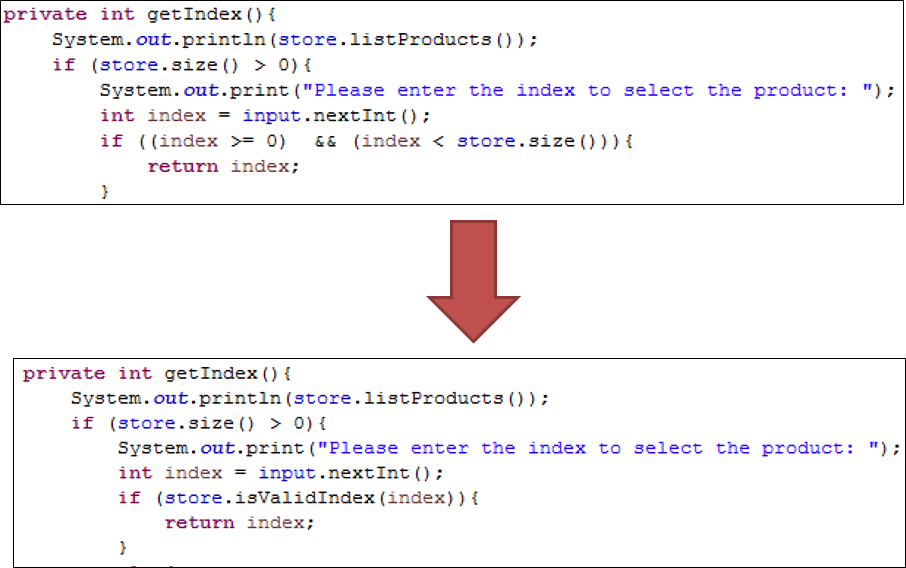 private int getIndex(){
System.out.println(store.listProducts());
if (store.size() > 0){
System.out.print("Please enter the index to select the product: ");
int index = input.nextInt();
if ((index >= 0)  && (index < store.size())){
return index;
}
private int getIndex(){
System.out.println(store.listProducts());
if (store.size() > 0){
System.out.print("Please enter the index to select the product: ");
int index = input.nextInt();
if (store.isValidIndex(index)){
return index;
}